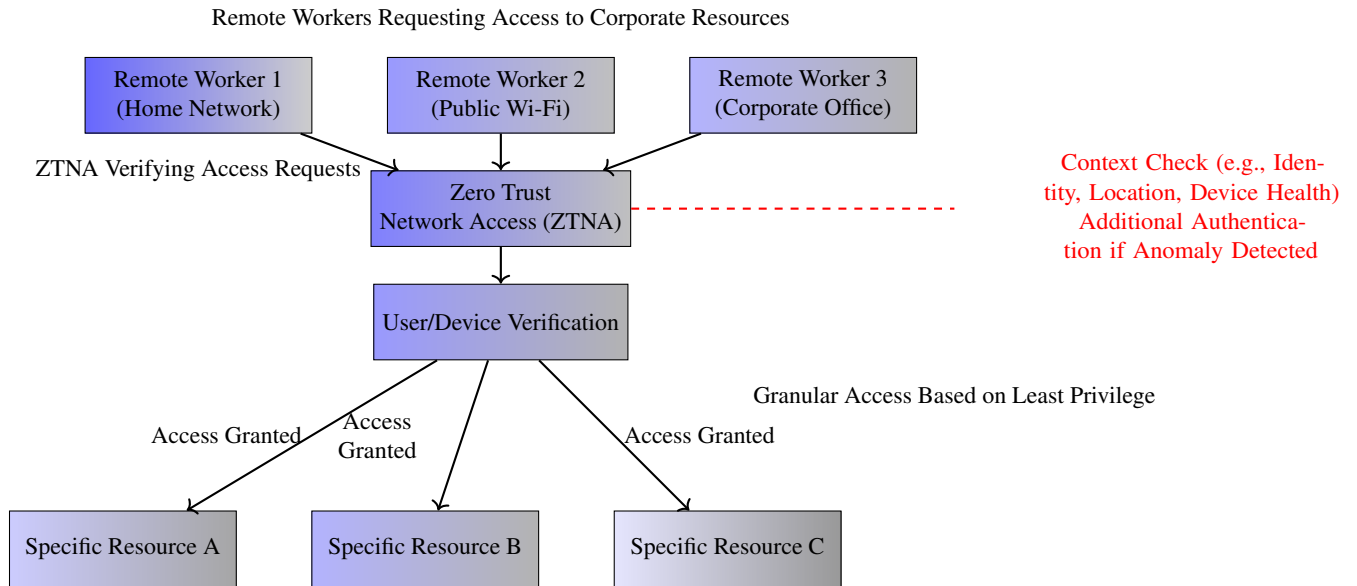 Remote Workers Requesting Access to Corporate Resources
Remote Worker 1
(Home Network)
Remote Worker 2
(Public Wi-Fi)
Remote Worker 3
(Corporate Office)
ZTNA Verifying Access Requests
Zero Trust
Network Access (ZTNA)
Context Check (e.g., Iden-
tity, Location, Device Health)
Additional Authentica-
tion if Anomaly Detected
User/Device Verification
Granular Access Based on Least Privilege
Access Granted
Access
Granted
Access Granted
Specific Resource A
Specific Resource B
Specific Resource C